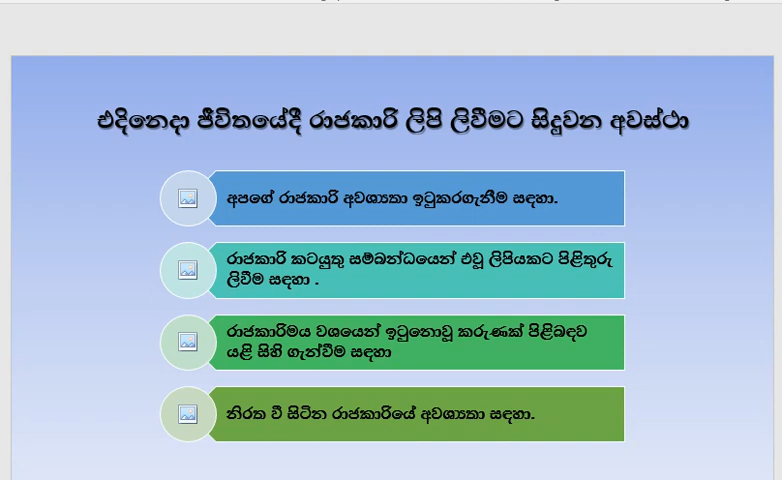 එදිනෙදා ජීවිතයේදී රාජකාරි ලිපි ලිවීමට සිදුවන අවස්ථා
අපගේ රාජකාරි අවශ්‍යතා ඉටුකරගැනීම සඳහා.
රාජකාරි කටයුතු සම්බන්ධයෙන් එවූ ලිපියකට පිළිතුරු
ලිවීම සඳහා .
රාජකාරිමය වශයෙන් ඉටුනොවූ කරුණක් පිළිබඳව
යළි සිහි ගැන්වීම සඳහා
නිරත වී සිටින රාජකාරියේ අවශ්‍යතා සඳහා.